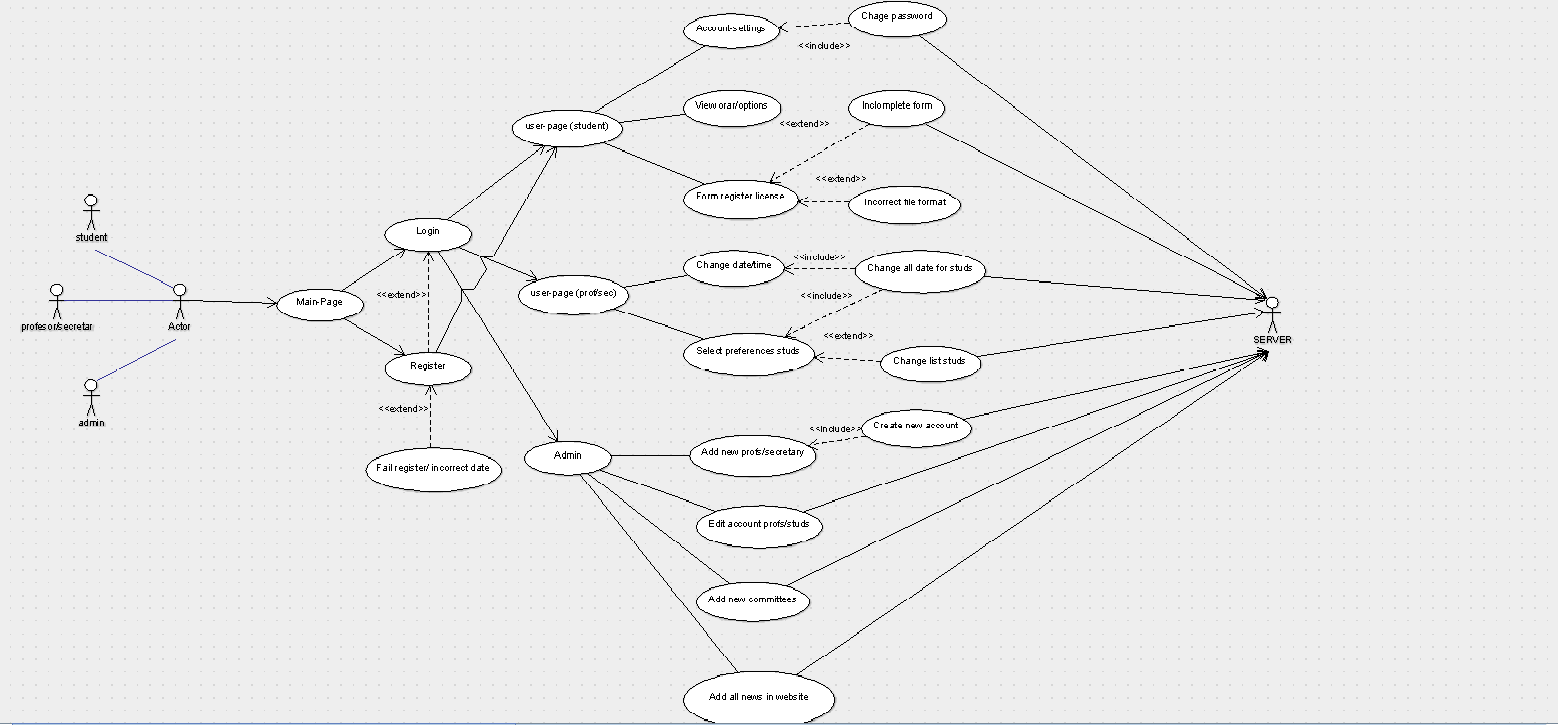 Chage password
Account-settings
<<include>>
View orar/options
Inclomplete form
<<extend>>
user-page (student)
<<extend>>
Form register license
Incorrect file format
Login
student
<<include>>
Change date/time
Change all date for studs
<<extend>>
user-page (prof/sec)
<<include>>
Main-Page
profesor/secretar
Actor
<<extend>>
SERVER
Select preferences studs
Change list studs
Register
<<extend>>
admin
<<include>>
Create new account
Add new profs/secretary
Admin
Fail register/ incorrect date
Edit account profs/studs
Add new committees
Add all news in website